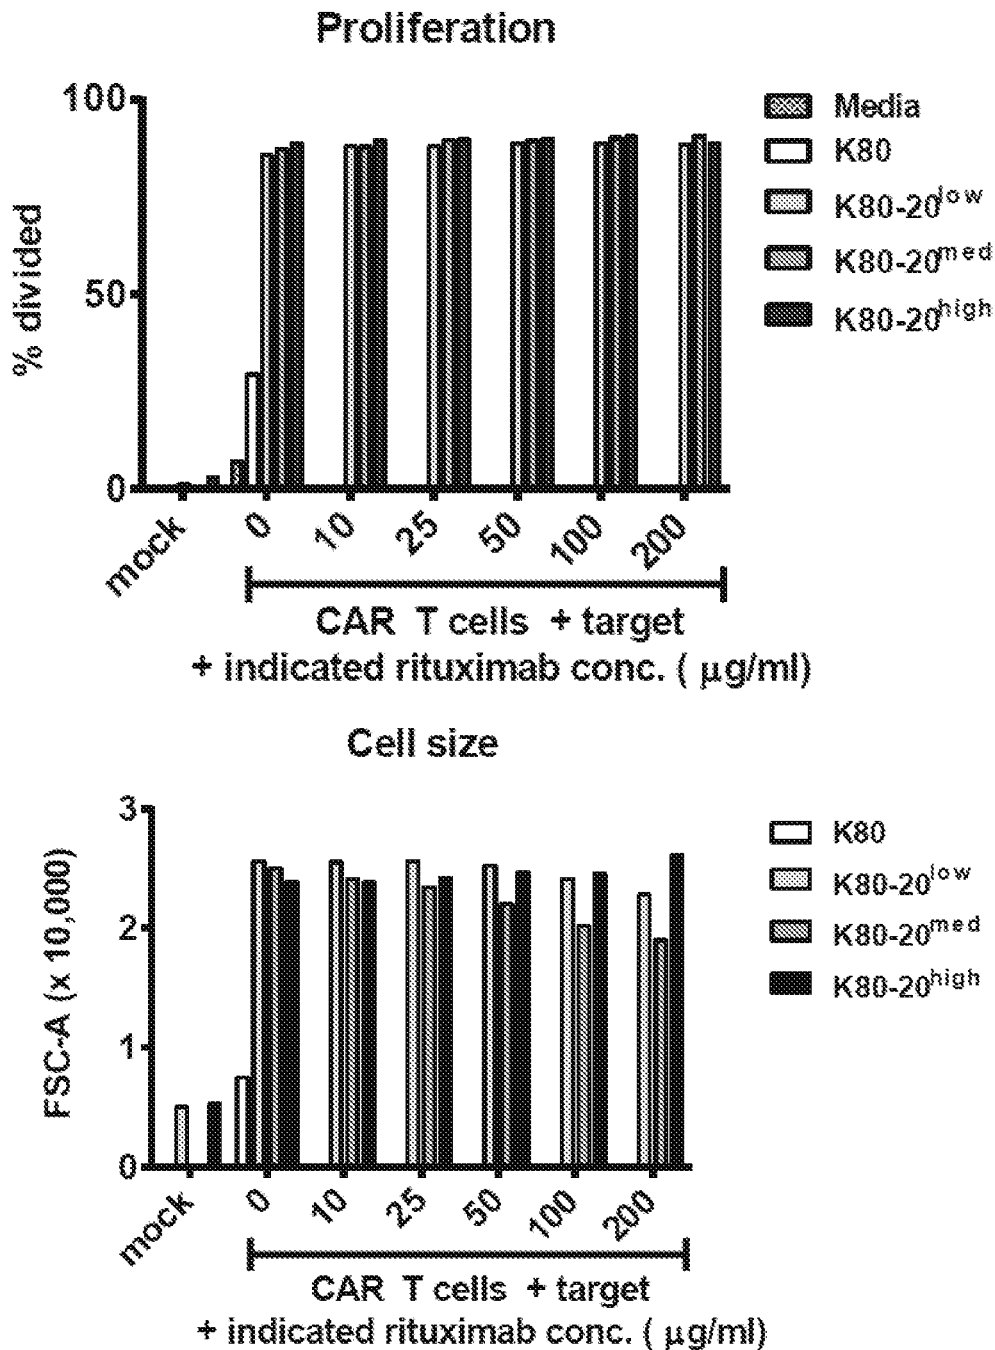 Proliferation
% divided
100
50
0
mock
0
10
25
50
100
200
CAR T cells + target
+ indicated rituximab conc. ( μg/ml)
Media
K80
K80-20low
K80-20med
K80-20high
Cell size
FSC-A (x 10,000)
3
2
1
0
mock
0
10
25
50
100
200
CAR T cells + target
+ indicated rituximab conc. ( μg/ml)
K80
K80-20low
K80-20med
K80-20high